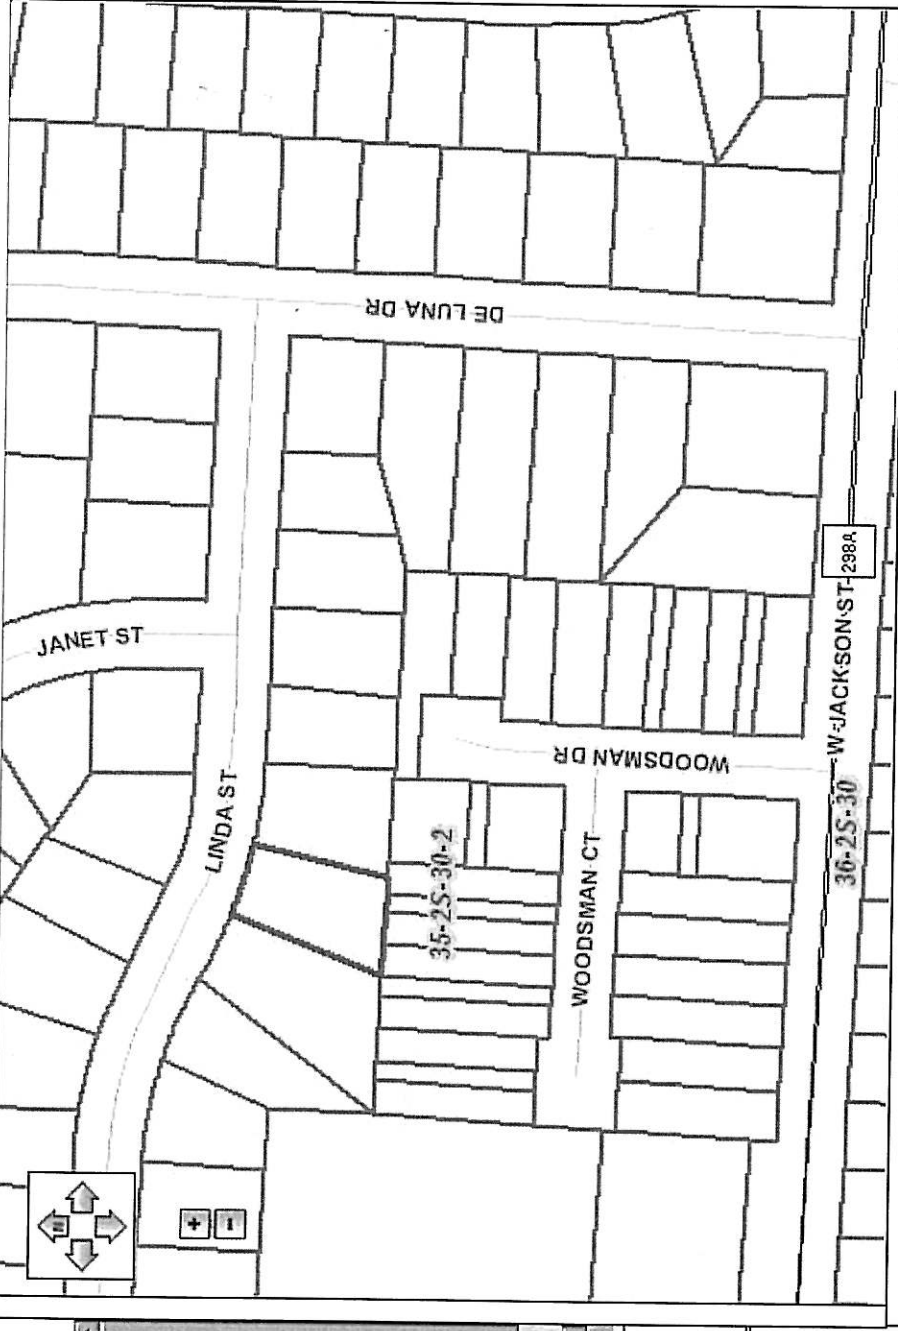 DE LUNA DR
JANET ST
LINDA ST
WOODSMAN DR
298A
W JACKSON ST
35-2S-30-2
36-2S-30
WOODSMAN CT
N
+
-